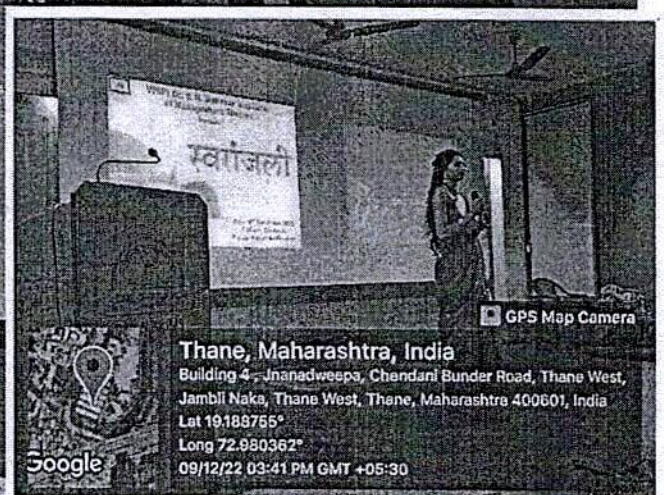 स्वरांजली
GPS Map Camera
Thane, Maharashtra, India
Building 4, Jnanadweepa, Chendani Bunder Road, Thane West,
Jambli Naka, Thane West, Thane, Maharashtra 400601, India
Lat 19.188755°
Long 72.980362°
09/12/22 03:41 PM GMT +05:30
Google